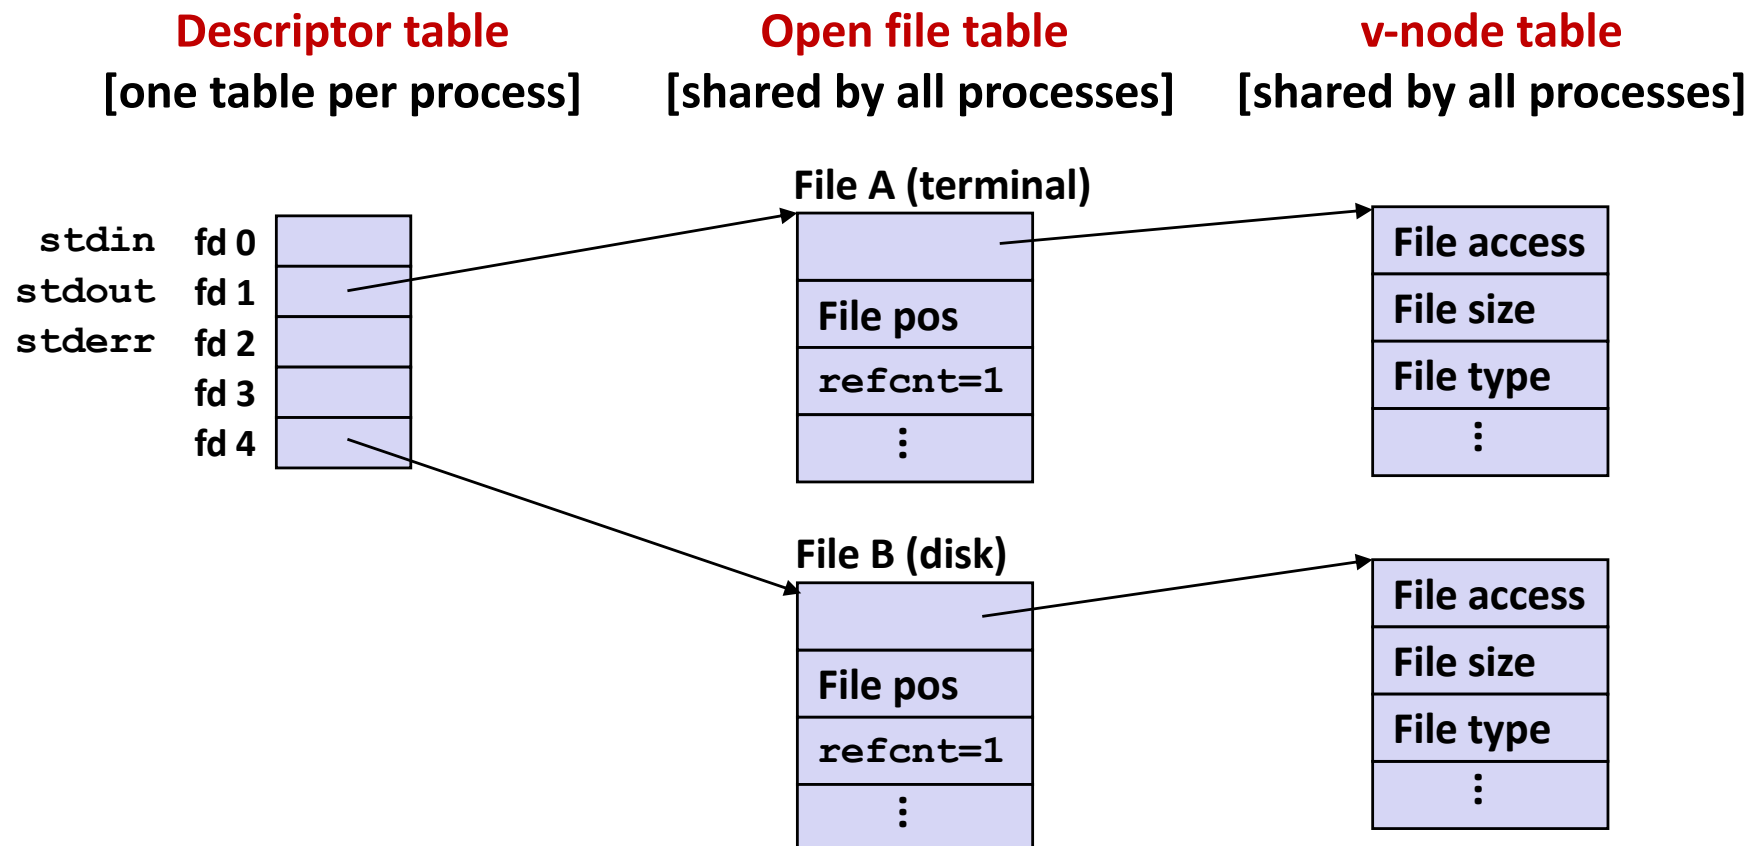 Descriptor table
[one table per process]
Open file table
[shared by all processes]
v-node table
[shared by all processes]
stdin fd 0
stdout fd 1
stderr fd 2
fd 3
fd 4
File A (terminal)
File pos
refcnt=1
⋮
File access
File size
File type
⋮
File B (disk)
File pos
refcnt=1
⋮
File access
File size
File type
⋮